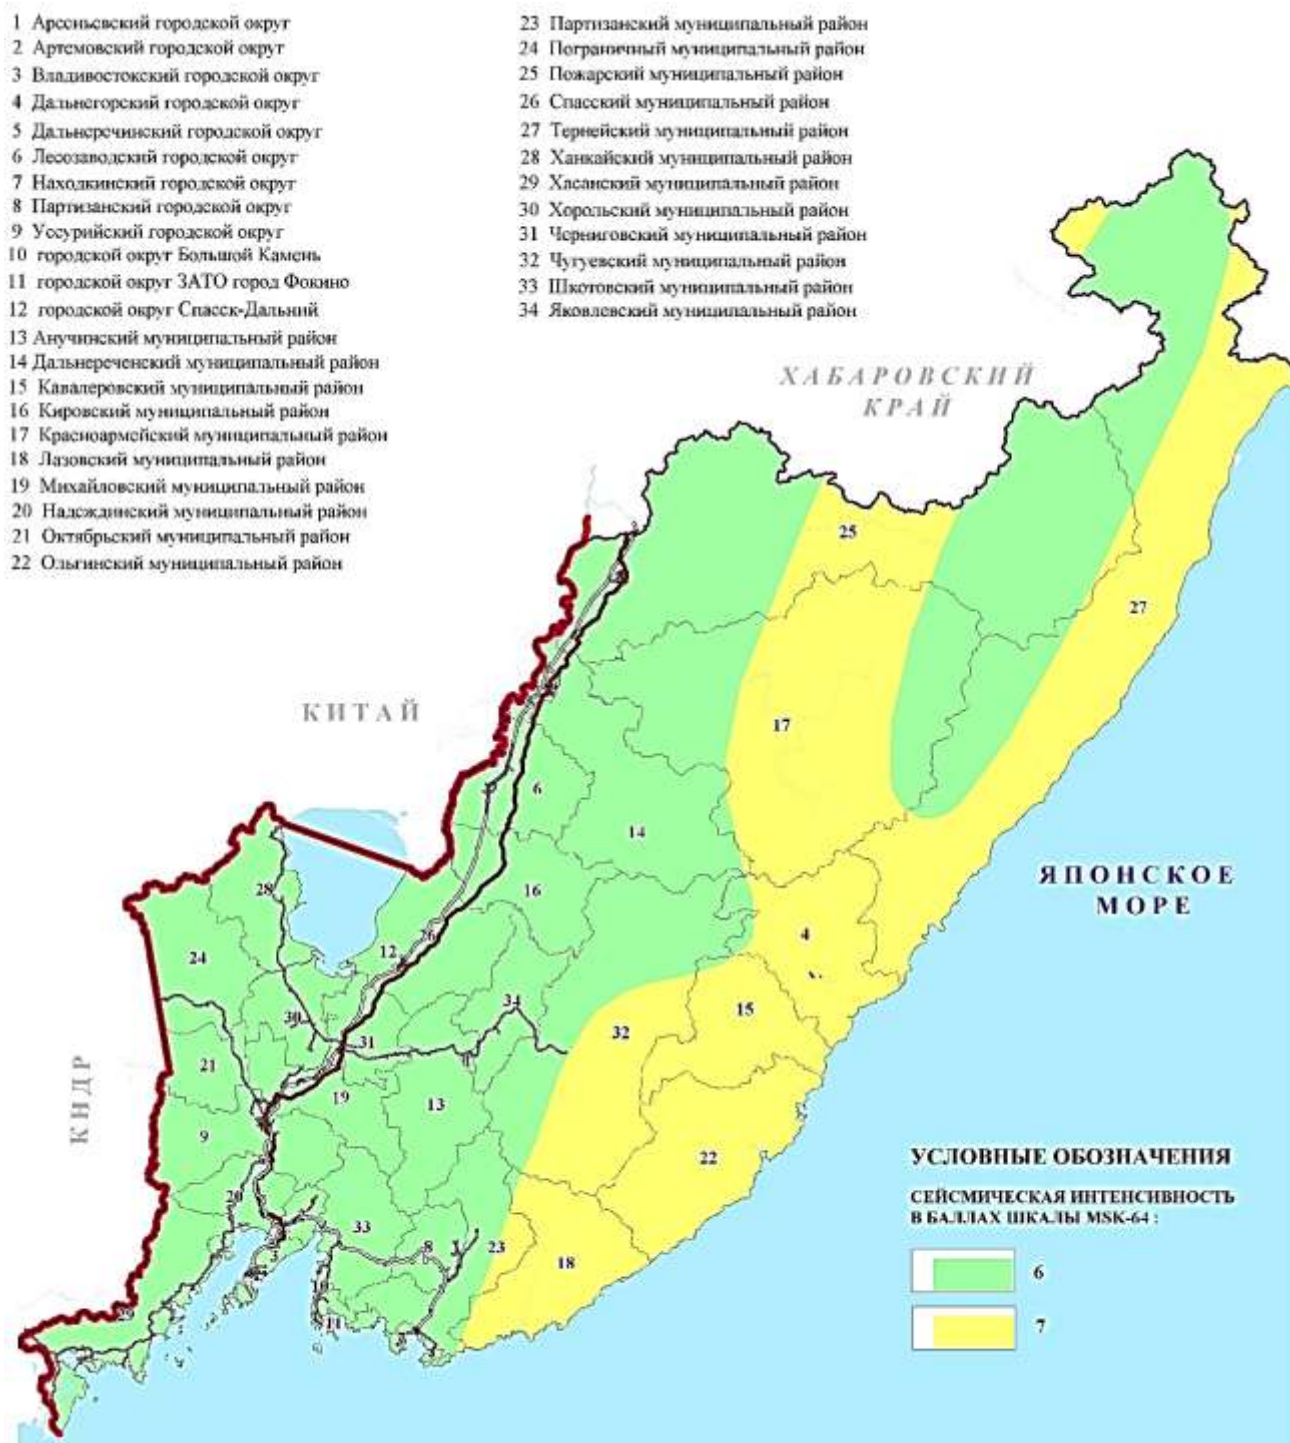 1 Арсеньевский городской округ
2 Артемовский городской округ
3 Владивостокский городской округ
4 Дальнегорский городской округ
5 Дальнеречинский городской округ
6 Лесозаводский городской округ
7 Находкинский городской округ
8 Партизанский городской округ
9 Уссурийский городской округ
10 городской округ Большой Камень
11 городской округ ЗАТО город Фокино
12 городской округ Спасск-Дальний
13 Анучинский муниципальный район
14 Дальнереченский муниципальный район
15 Кавалеровский муниципальный район
16 Кировский муниципальный район
17 Красноармейский муниципальный район
18 Лазовский муниципальный район
19 Михайловский муниципальный район
20 Надеждинский муниципальный район
21 Октябрьский муниципальный район
22 Ольгинский муниципальный район
23 Партизанский муниципальный район
24 Пограничный муниципальный район
25 Пожарский муниципальный район
26 Спасский муниципальный район
27 Тернейский муниципальный район
28 Ханкайский муниципальный район
29 Хасанский муниципальный район
30 Хорольский муниципальный район
31 Черниговский муниципальный район
32 Чугуевский муниципальный район
33 Шкотовский муниципальный район
34 Яковлевский муниципальный район
ХАБАРОВСКИЙ
КРАЙ
25
27
КИТАЙ
17
6
14
ЯПОНСКОЕ
МОРЕ
28
16
24
12
26
4
34
15
30
32
31
21
КНДР
19
13
9
22
20
33
8
23
18
3
10
11
29
УСЛОВНЫЕ ОБОЗНАЧЕНИЯ
СЕЙСМИЧЕСКАЯ ИНТЕНСИВНОСТЬ
В БАЛЛАХ ШКАЛЫ MSK-64 :
6
7